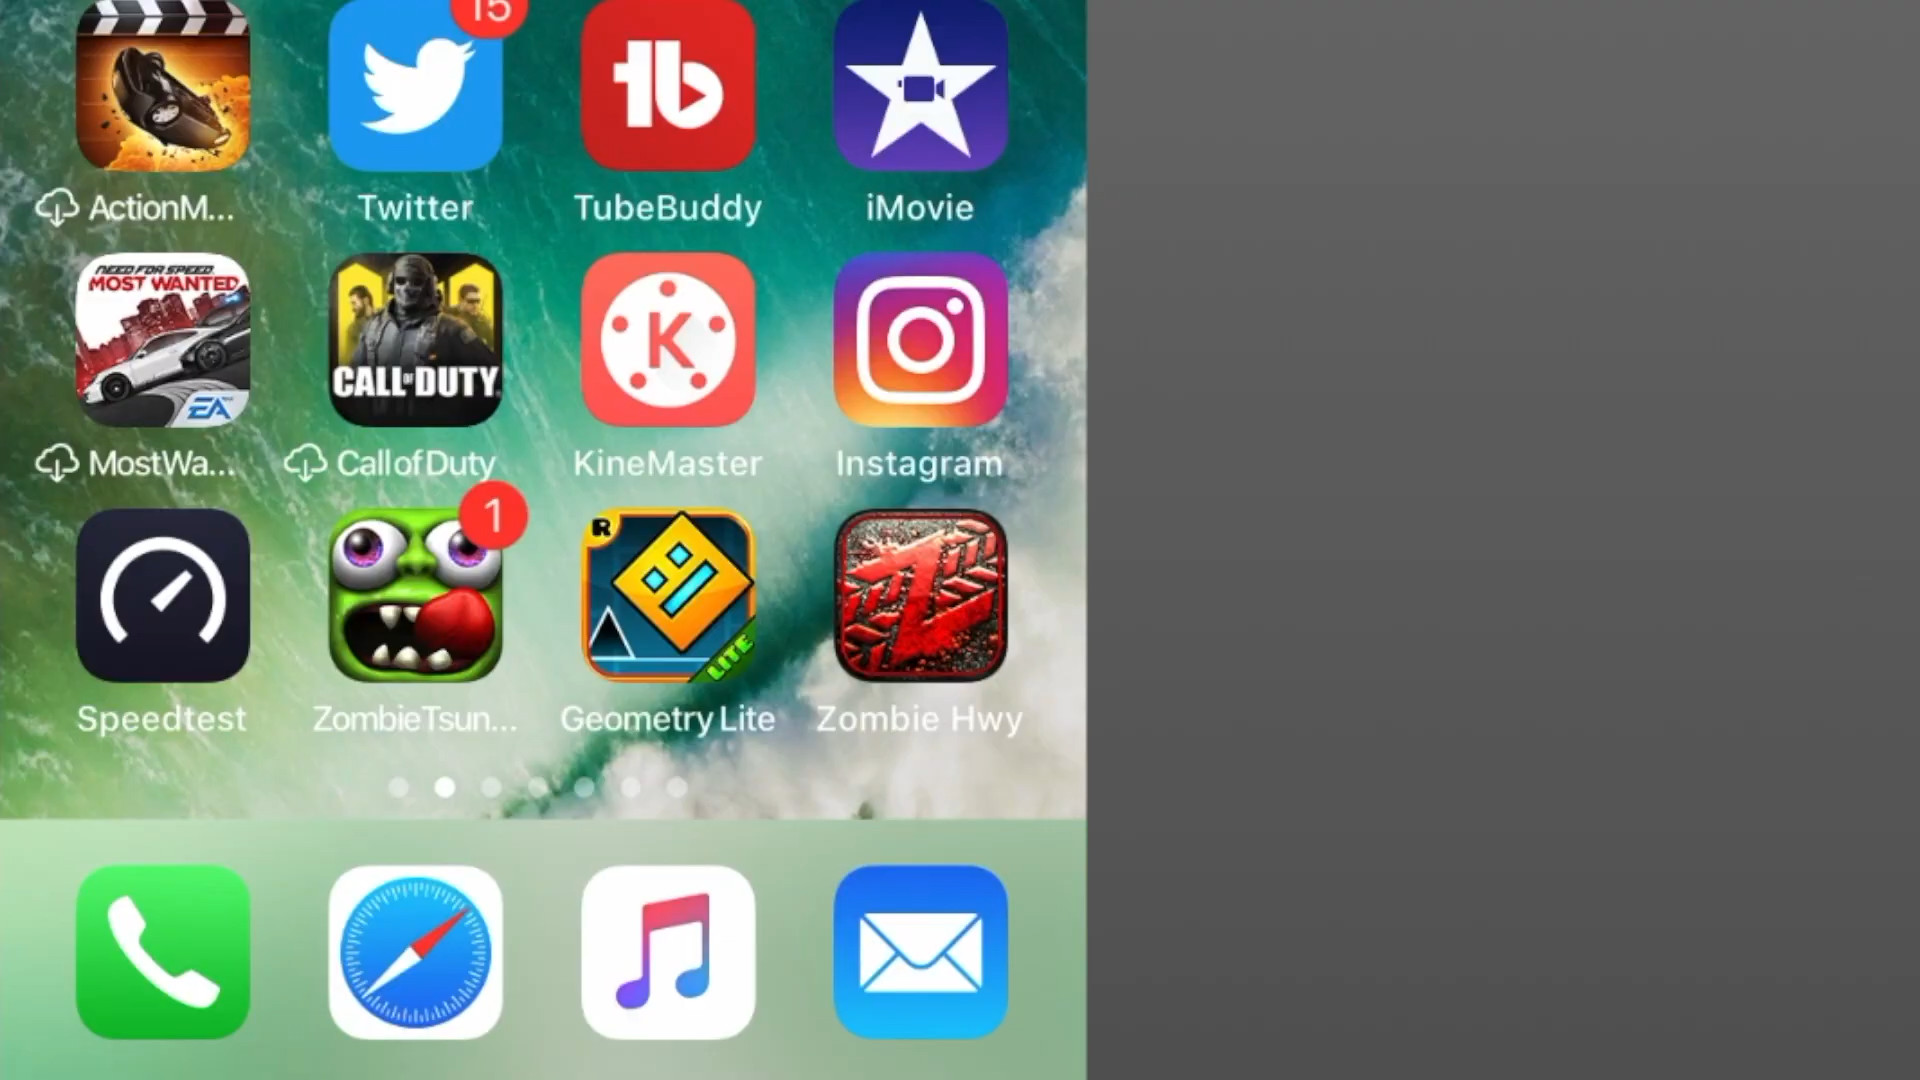 15
ActionM...
Twitter
TubeBuddy
iMovie
NEED FOR SPEED
MOST WANTED
EA
CALL OF DUTY
K
MostWa...
CallofDuty
KineMaster
Instagram
1
R
LITE
Z
Speedtest
ZombieTsun...
Geometry Lite
Zombie Hwy